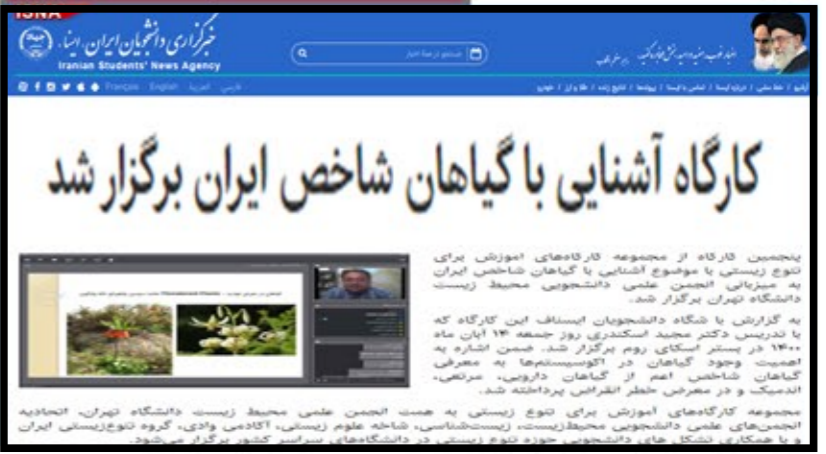 ISNA
خبرگزاری دانشجویان ایران. ایسنا.
Iranian Students' News Agency
Français English العربية فارسی
کارگاه آشنایی با گیاهان شاخص ایران برگزار شد
پنجمین کارگاه از مجموعه کارگاه‌های آموزش برای
تنوع زیستی با موضوع آشنایی با گیاهان شاخص ایران
به میزبانی انجمن علمی دانشجویی محیط زیست
دانشگاه تهران برگزار شد.
به گزارش با شگاه دانشجویان ایسنا، این کارگاه که
با تدریس دکتر مجید اسکندری روز جمعه ۱۴ آبان ماه
۱۴۰۰ در بستر اسکای روم برگزار شد. ضمن اشاره به
اهمیت وجود گیاهان در اکوسیستم‌ها به معرفی
گیاهان شاخص اعم از گیاهان دارویی، مرتعی،
اندمیک و در معرض خطر انقراض پرداخته شد.
مجموعه کارگاه‌های آموزش برای تنوع زیستی به همت انجمن علمی محیط زیست دانشگاه تهران، اتحادیه
انجمن‌های علمی دانشجویی محیط‌زیست، زیست‌شناسی، شاخه علوم زیستی، آکادمی وادی، گروه تنوع‌زیستی ایران
و با همکاری تشکل های دانشجویی حوزه تنوع زیستی در دانشگاه‌های سراسر کشور برگزار می‌شود.